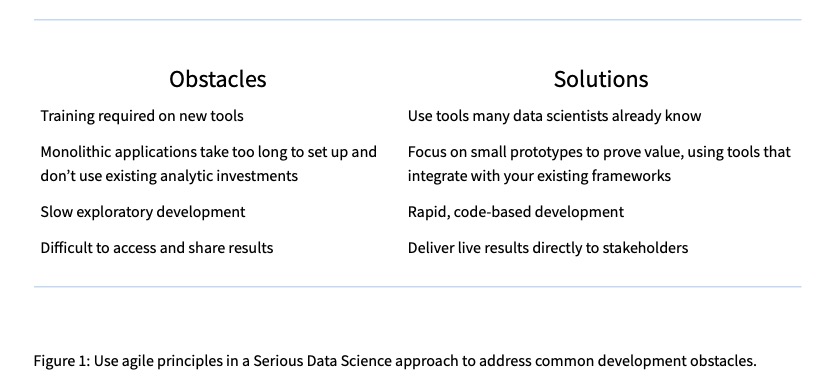 Obstacles
Solutions
Training required on new tools
Use tools many data scientists already know
Monolithic applications take too long to set up and
don’t use existing analytic investments
Focus on small prototypes to prove value, using tools that
integrate with your existing frameworks
Slow exploratory development
Rapid, code-based development
Difficult to access and share results
Deliver live results directly to stakeholders
Figure 1: Use agile principles in a Serious Data Science approach to address common development obstacles.